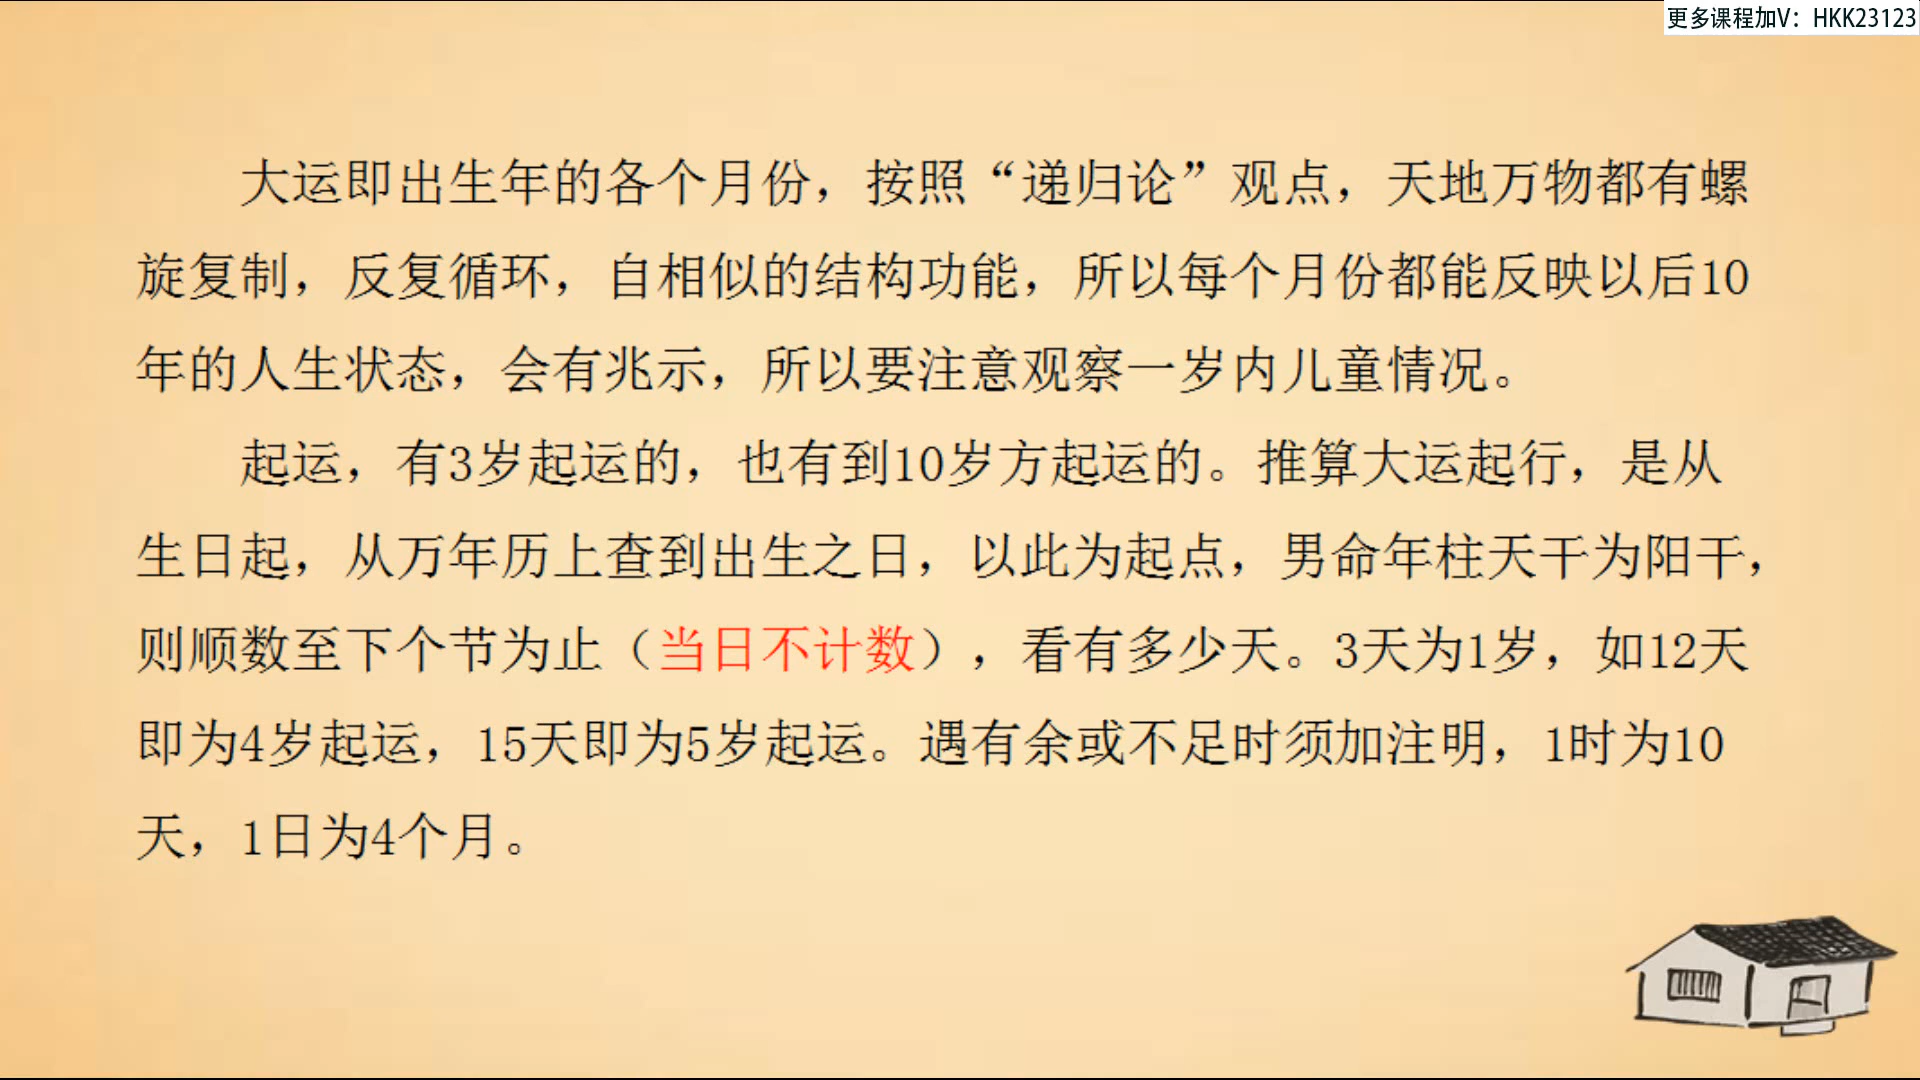 更多课程加V：HKK23123
大运即出生年的各个月份，按照“递归论”观点，天地万物都有螺
旋复制，反复循环，自相似的结构功能，所以每个月份都能反映以后10
年的人生状态，会有兆示，所以要注意观察一岁内儿童情况。
起运，有3岁起运的，也有到10岁方起运的。推算大运起行，是从
生日起，从万年历上查到出生之日，以此为起点，男命年柱天干为阳干，
则顺数至下个节为止（当日不计数），看有多少天。3天为1岁，如12天
即为4岁起运，15天即为5岁起运。遇有余或不足时须加注明，1时为10
天，1日为4个月。